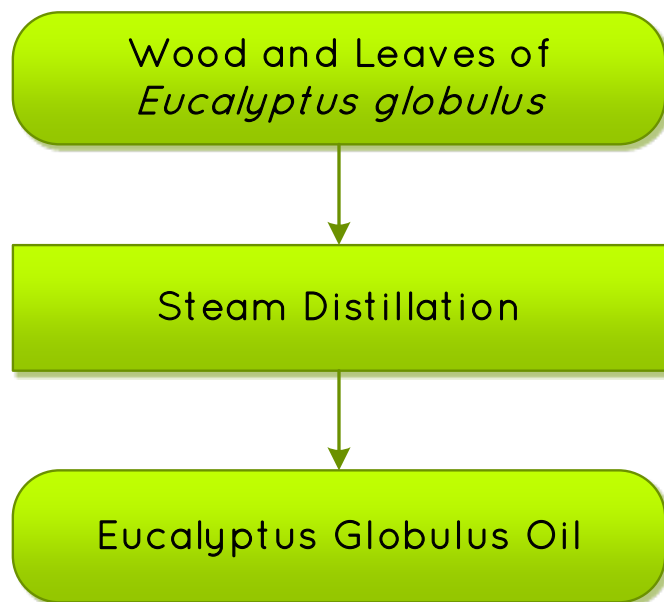 Wood and Leaves of
Eucalyptus globulus
Steam Distillation
Eucalyptus Globulus Oil